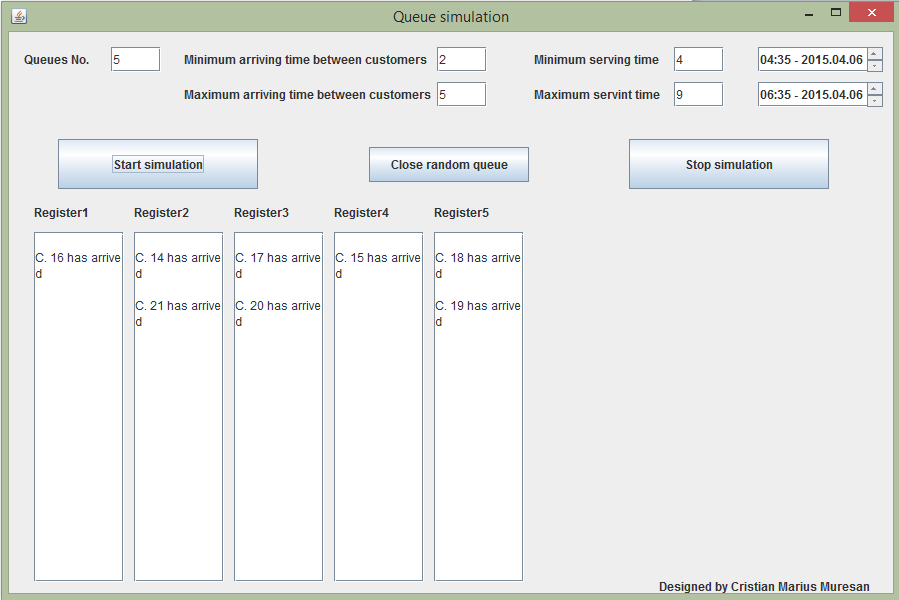 Queue simulation
Queues No. 5 Minimum arriving time between customers 2 Minimum serving time 4 04:35 - 2015.04.06
Maximum arriving time between customers 5 Maximum servint time 9 06:35 - 2015.04.06
Start simulation Close random queue Stop simulation
Register1 Register2 Register3 Register4 Register5
C. 16 has arrive C. 14 has arrive C. 17 has arrive C. 15 has arrive C. 18 has arrive
d d d d d
C. 21 has arrive C. 20 has arrive C. 19 has arrive
d d d
Designed by Cristian Marius Muresan